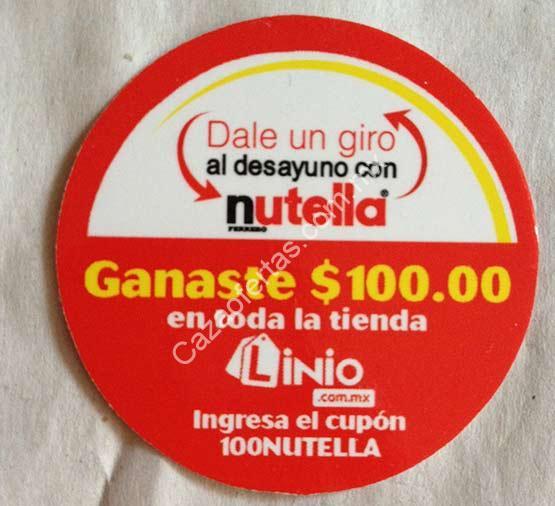 Dale un giro
al desayuno con
nutella®
FERRERO
Ganaste $100.00
en toda la tienda
Linio
.com.mx
Ingresa el cupón
100NUTELLA
Cazaofertas.com.mx